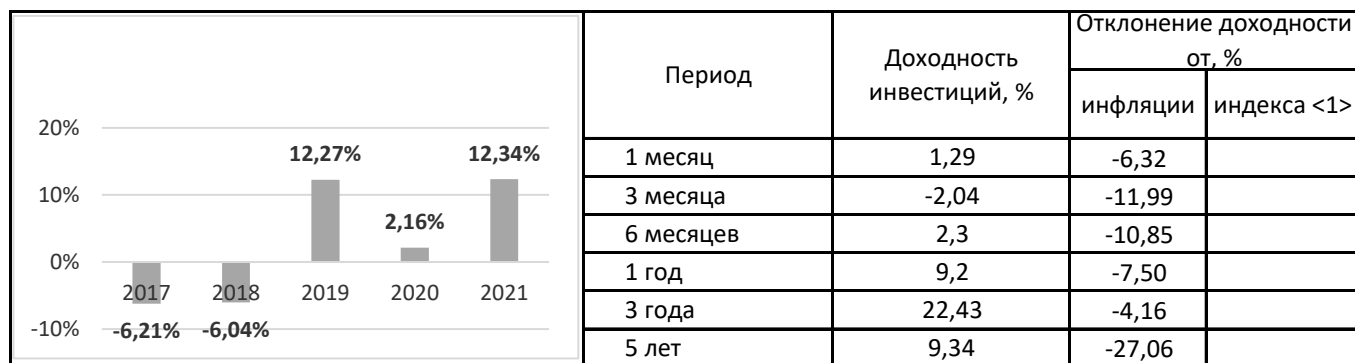 20%
10%
0%
-10%
12,27%
12,34%
2,16%
2017 2018 2019 2020 2021
-6,21% -6,04%
Период
Доходность
инвестиций, %
Отклонение доходности
от, %
инфляции индекса <1>
1 месяц 1,29 -6,32
3 месяца -2,04 -11,99
6 месяцев 2,3 -10,85
1 год 9,2 -7,50
3 года 22,43 -4,16
5 лет 9,34 -27,06